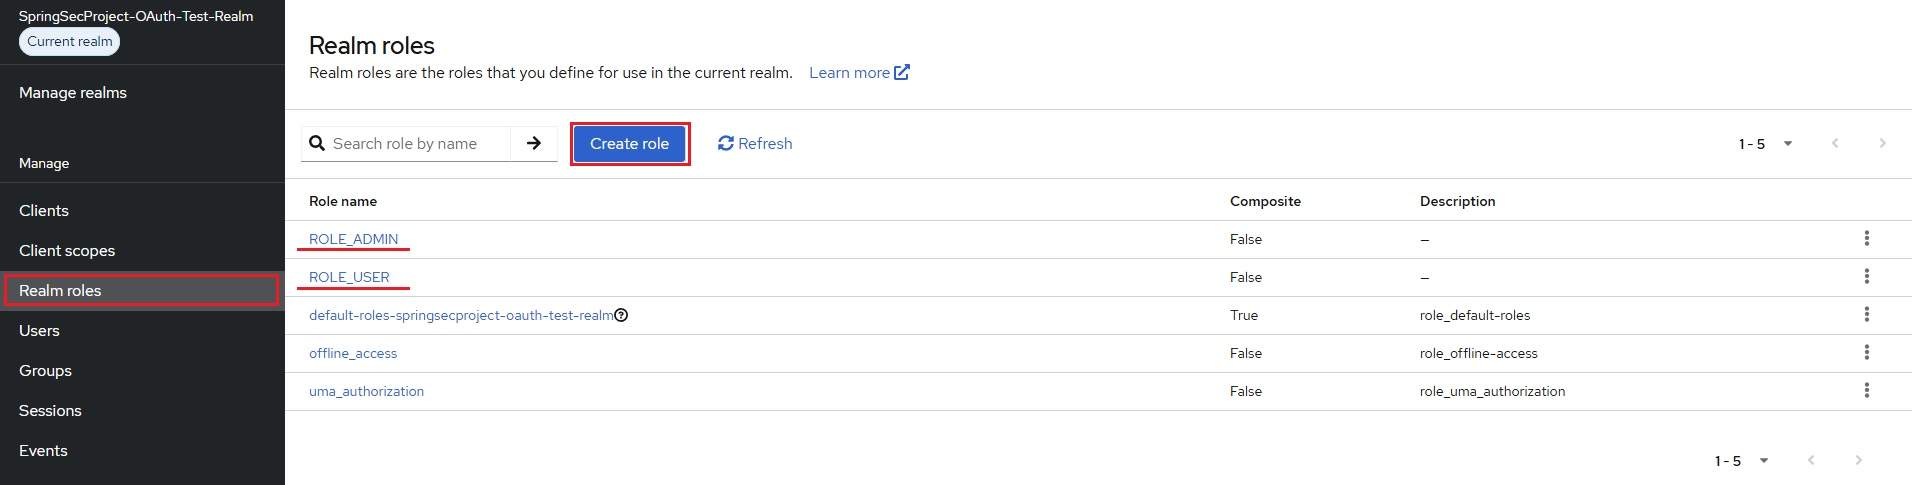 SpringSecProject-OAuth-Test-Realm
Current realm
Manage realms
Manage
Clients
Client scopes
Realm roles
Users
Groups
Sessions
Events
Realm roles
Realm roles are the roles that you define for use in the current realm. Learn more
Search role by name Create role Refresh 1 - 5
Role name Composite Description
ROLE_ADMIN False –
ROLE_USER False –
default-roles-springsecproject-oauth-test-realm True role_default-roles
offline_access False role_offline-access
uma_authorization False role_uma_authorization
1 - 5